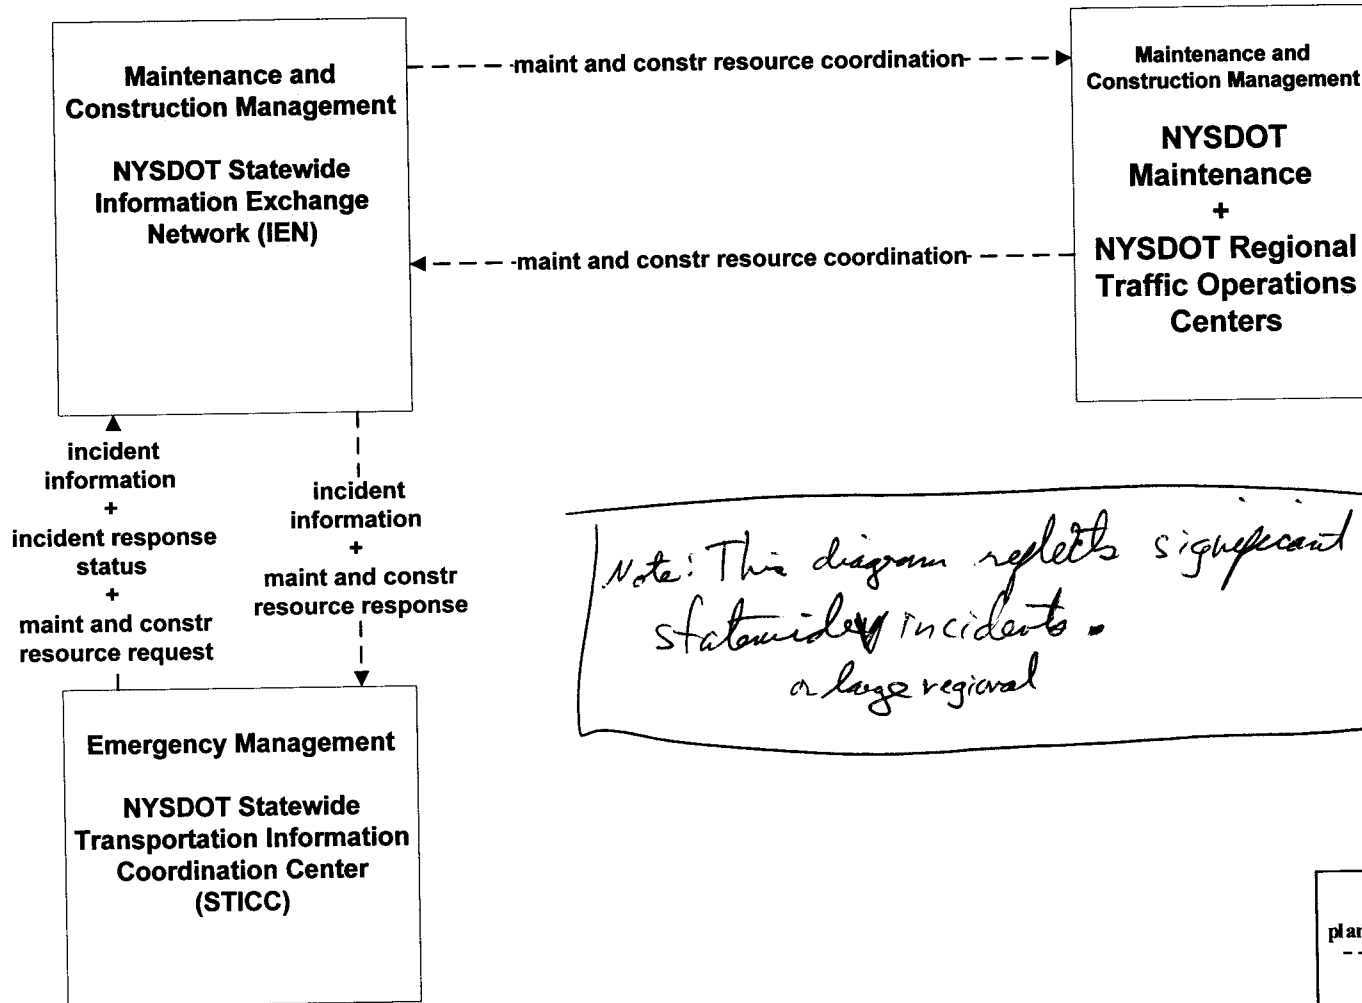 Maintenance and
Construction Management
NYSDOT Statewide
Information Exchange
Network (IEN)
maint and constr resource coordination
Maintenance and
Construction Management
NYSDOT
Maintenance
+
NYSDOT Regional
Traffic Operations
Centers
maint and constr resource coordination
incident
information
+
incident response
status
+
maint and constr
resource request
incident
information
+
maint and constr
resource response
Note: This diagram reflects significant
statewide incidents.
or large regional
Emergency Management
NYSDOT Statewide
Transportation Information
Coordination Center
(STICC)